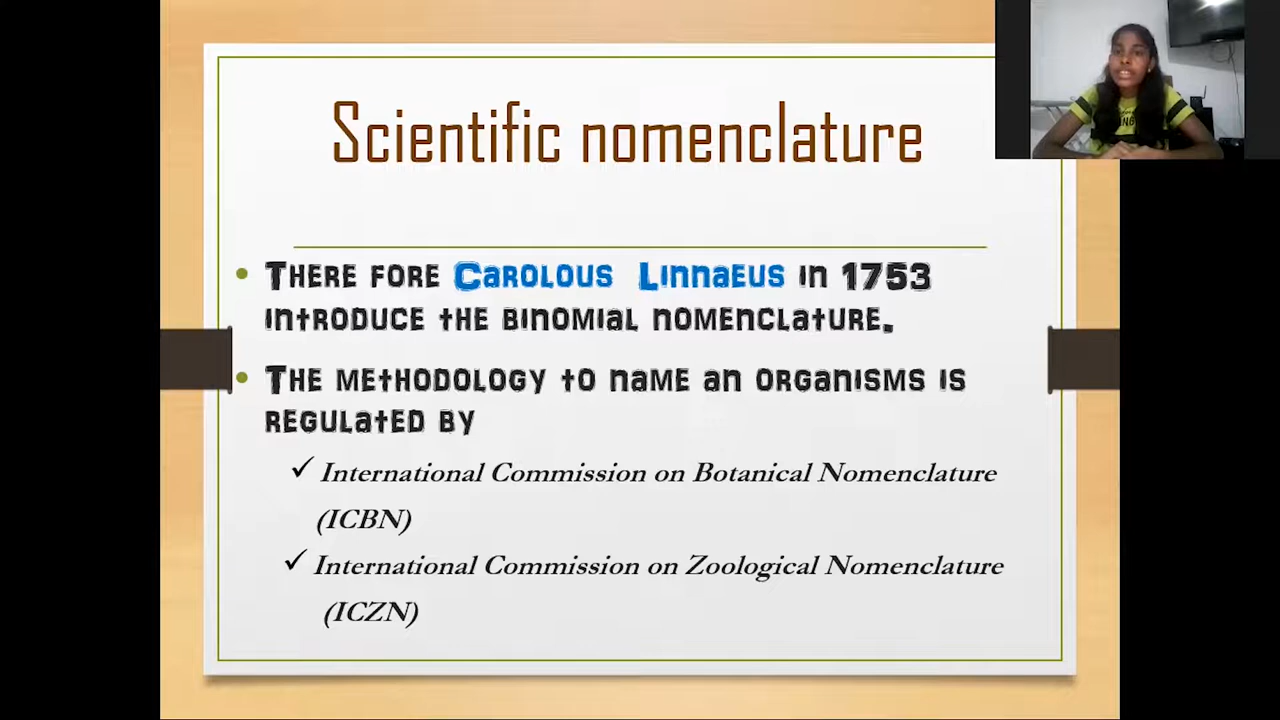 Scientific nomenclature
• There fore Carolous Linnaeus in 1753
introduce the binomial nomenclature.
• The methodology to name an organisms is
regulated by
✓ International Commission on Botanical Nomenclature
(ICBN)
✓ International Commission on Zoological Nomenclature
(ICZN)